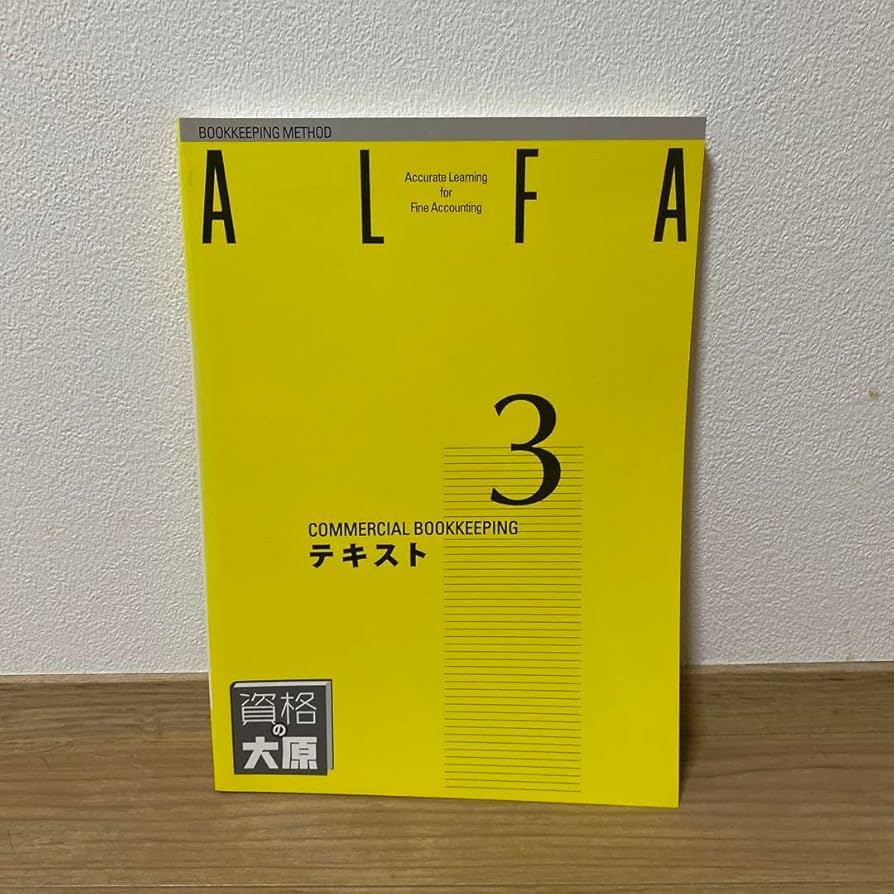 BOOKKEEPING METHOD
ALFA
Accurate Learning
for
Fine Accounting
3
COMMERCIAL BOOKKEEPING
テキスト
資格
の
大原